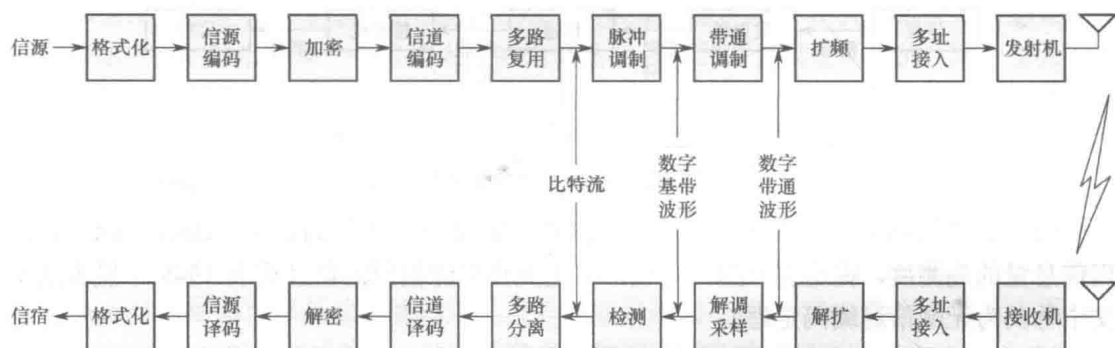 信源
格式化
信源
编码
加密
信道
编码
多路
复用
脉冲
调制
带通
调制
扩频
多址
接入
发射机
比特流
数字
基带
波形
数字
带通
波形
信宿
格式化
信源
译码
解密
信道
译码
多路
分离
检测
解调
采样
解扩
多址
接入
接收机